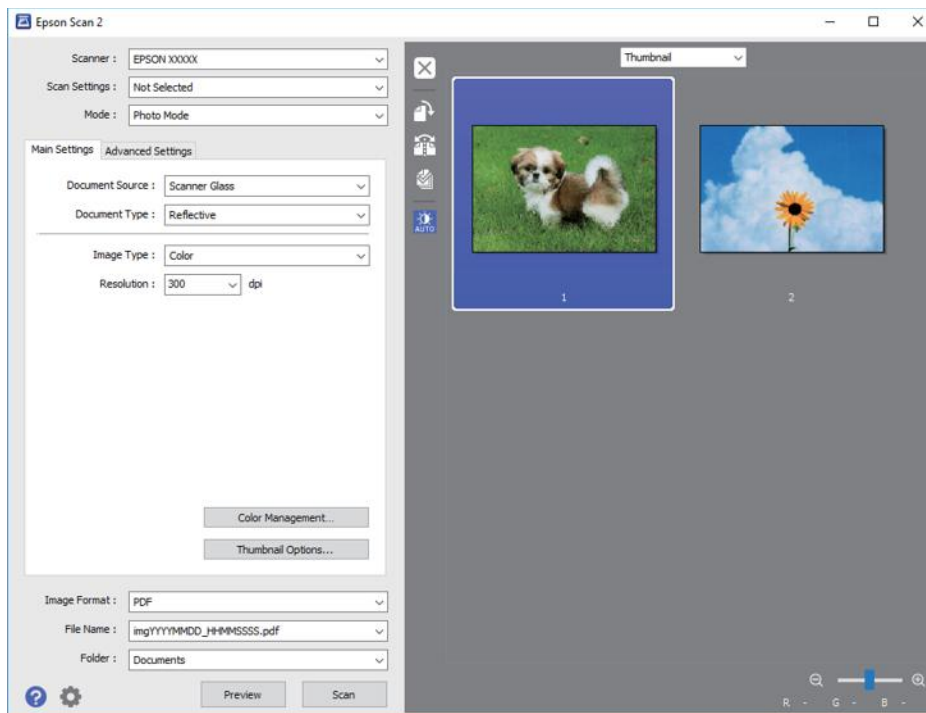 Epson Scan 2
Scanner : EPSON XXXXX
Scan Settings : Not Selected
Mode : Photo Mode
Main Settings Advanced Settings
Document Source : Scanner Glass
Document Type : Reflective
Image Type : Color
Resolution : 300 dpi
Color Management...
Thumbnail Options...
Image Format : PDF
File Name : imgYYYYMMDD_HHMMSSSS.pdf
Folder : Documents
Preview Scan
Thumbnail
AUTO
1 2
R - G - B -